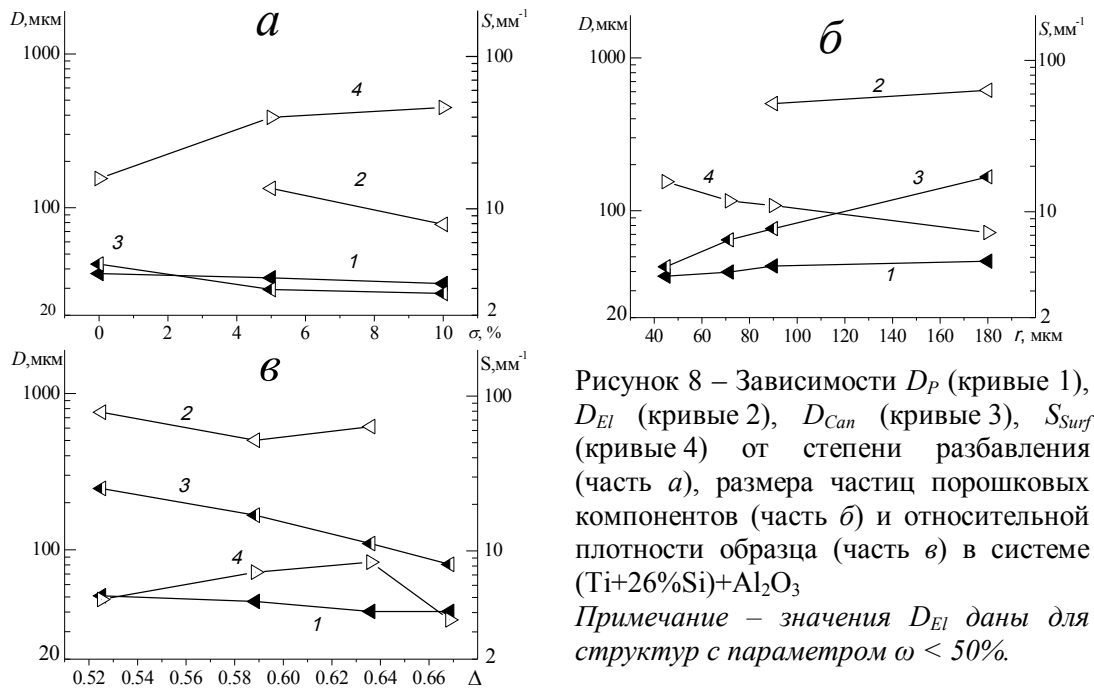 D,мкм
а
S,мм-1
1000
100
4
2
100
10
3
1
20
2
0 2 4 6 8 10
σ, %
D,мкм
б
S,мм-1
1000
100
2
4
3
100
10
1
20
2
40 60 80 100 120 140 160 180
r, мкм
D,мкм
в
S,мм-1
1000
100
2
3
4
100
10
1
20
2
0.52 0.54 0.56 0.58 0.60 0.62 0.64 0.66 Δ
Рисунок 8 – Зависимости DP (кривые 1),
DEl (кривые 2), DCan (кривые 3), SSurf
(кривые 4) от степени разбавления
(часть а), размера частиц порошковых
компонентов (часть б) и относительной
плотности образца (часть в) в системе
(Ti+26%Si)+Al2O3
Примечание – значения DEl даны для
структур с параметром ω < 50%.